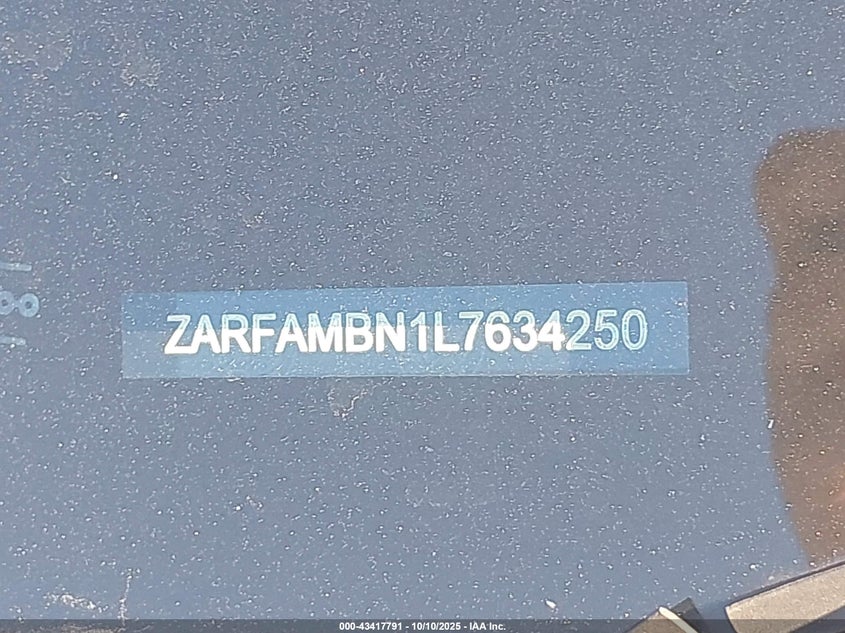 ZARFAMBN1L7634250
000-43417791 - 10/10/2025 - IAA Inc.